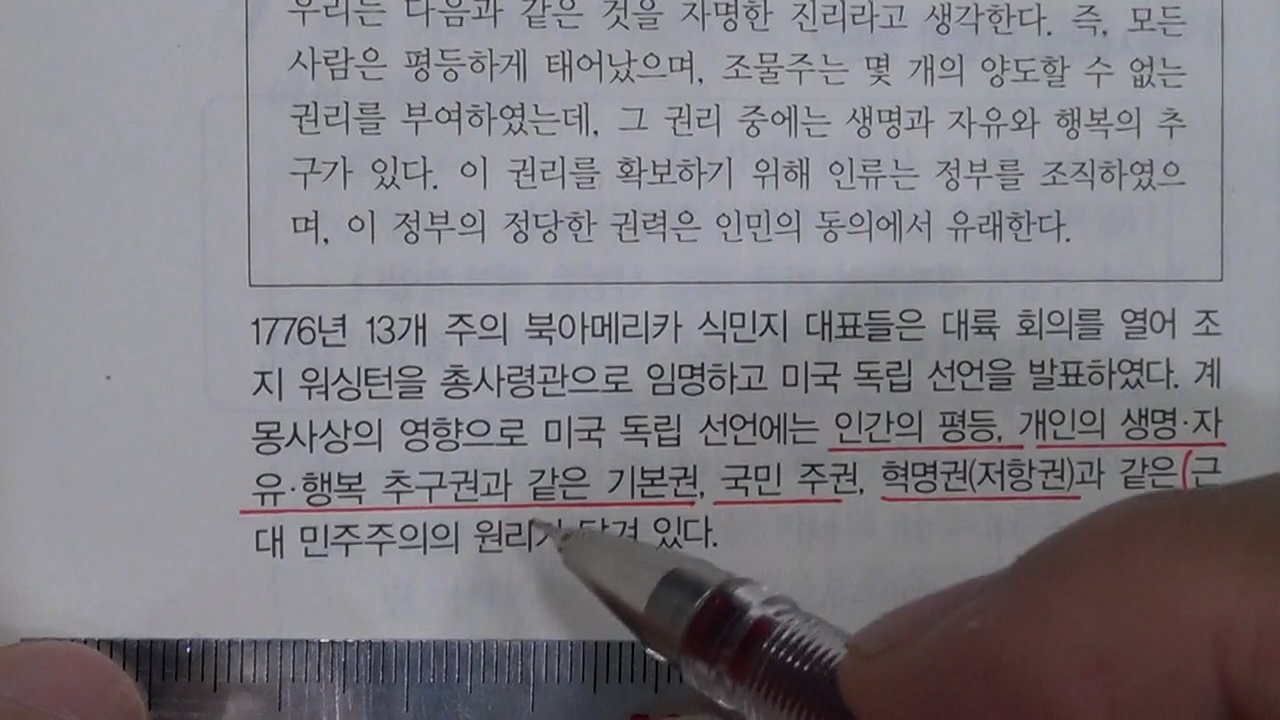 우리는 다음과 같은 것을 자명한 진리라고 생각한다. 즉, 모든
사람은 평등하게 태어났으며, 조물주는 몇 개의 양도할 수 없는
권리를 부여하였는데, 그 권리 중에는 생명과 자유와 행복의 추
구가 있다. 이 권리를 확보하기 위해 인류는 정부를 조직하였으
며, 이 정부의 정당한 권력은 인민의 동의에서 유래한다.
1776년 13개 주의 북아메리카 식민지 대표들은 대륙 회의를 열어 조
지 워싱턴을 총사령관으로 임명하고 미국 독립 선언을 발표하였다. 계
몽사상의 영향으로 미국 독립 선언에는 인간의 평등, 개인의 생명·자
유·행복 추구권과 같은 기본권, 국민 주권, 혁명권(저항권)과 같은 근
대 민주주의의 원리가 담겨 있다.